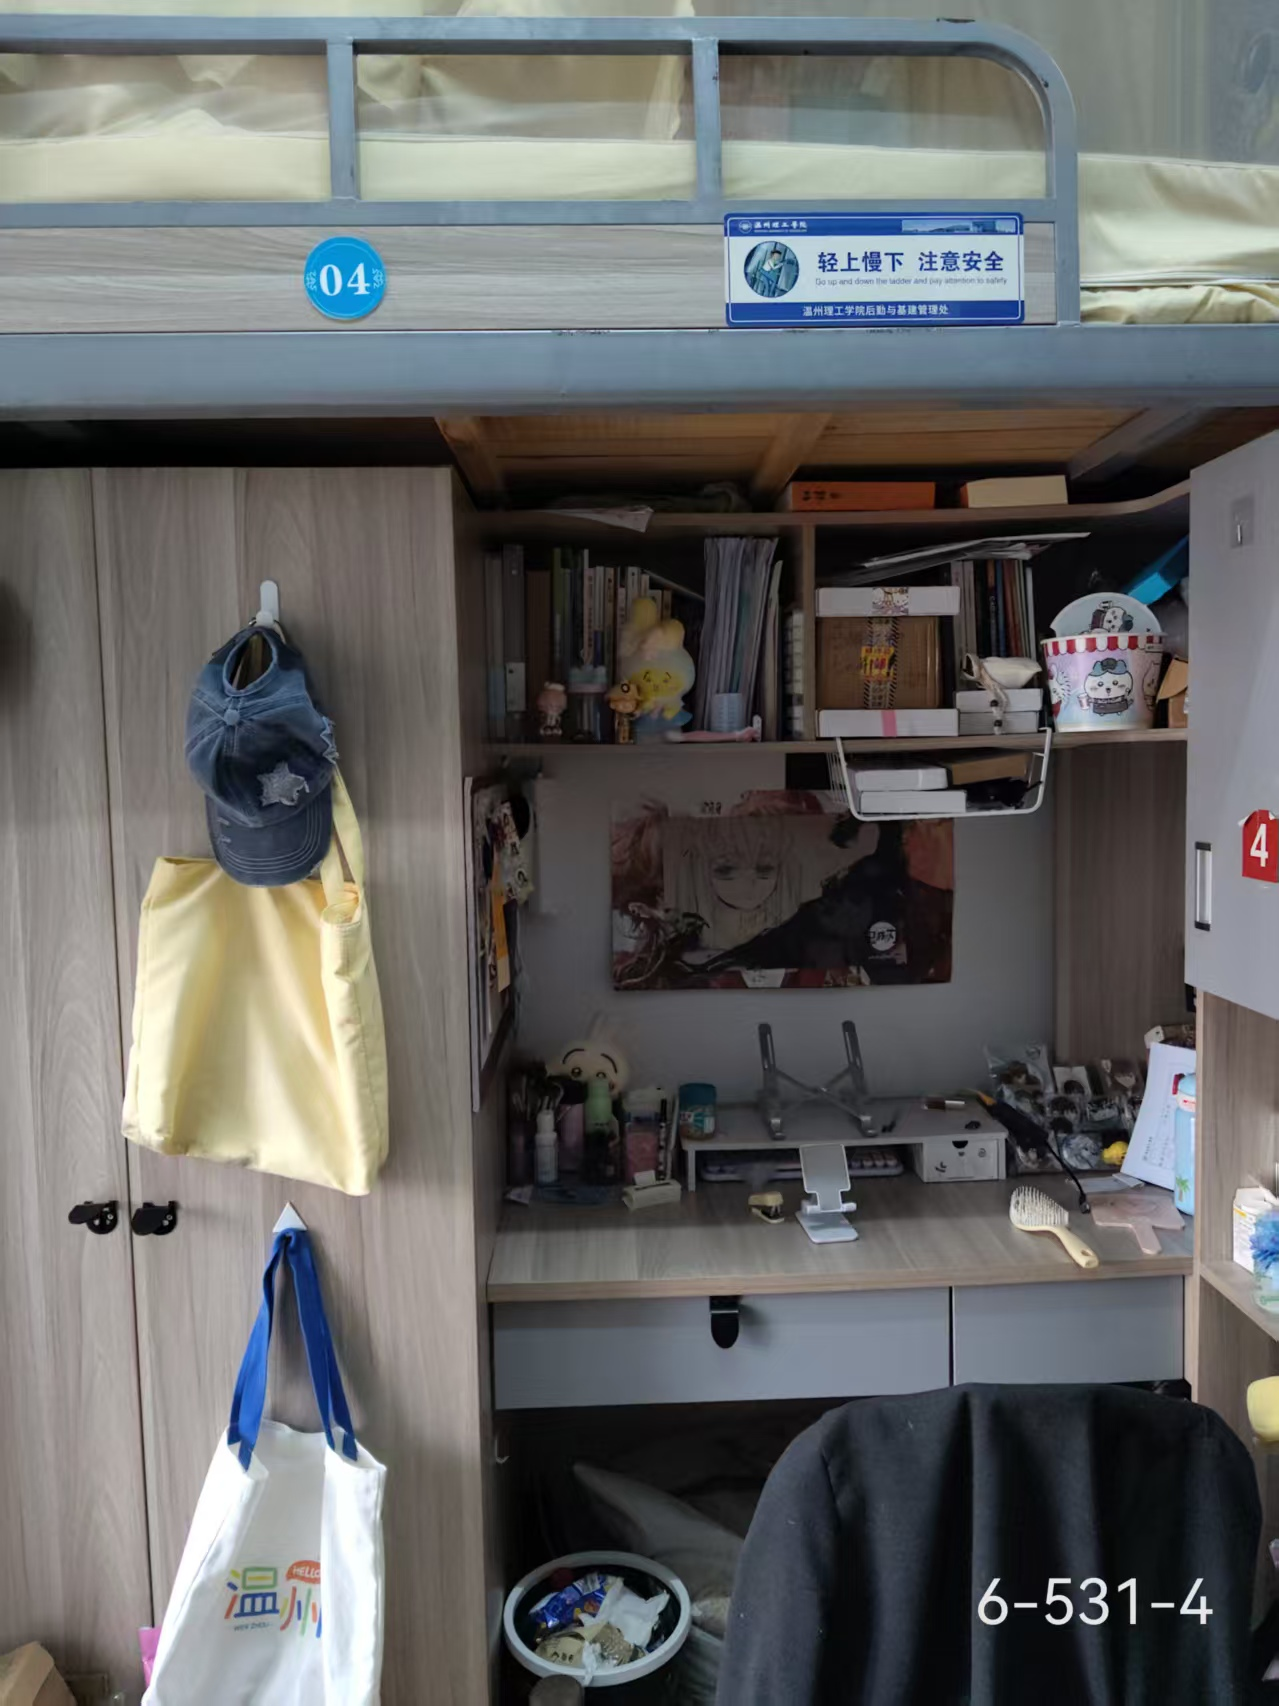 04
温州理工学院
轻上慢下 注意安全
Go up and down the ladder and pay attention to safety
温州理工学院后勤与基建管理处
4
HELLO
温州
WEN ZHOU
6-531-4